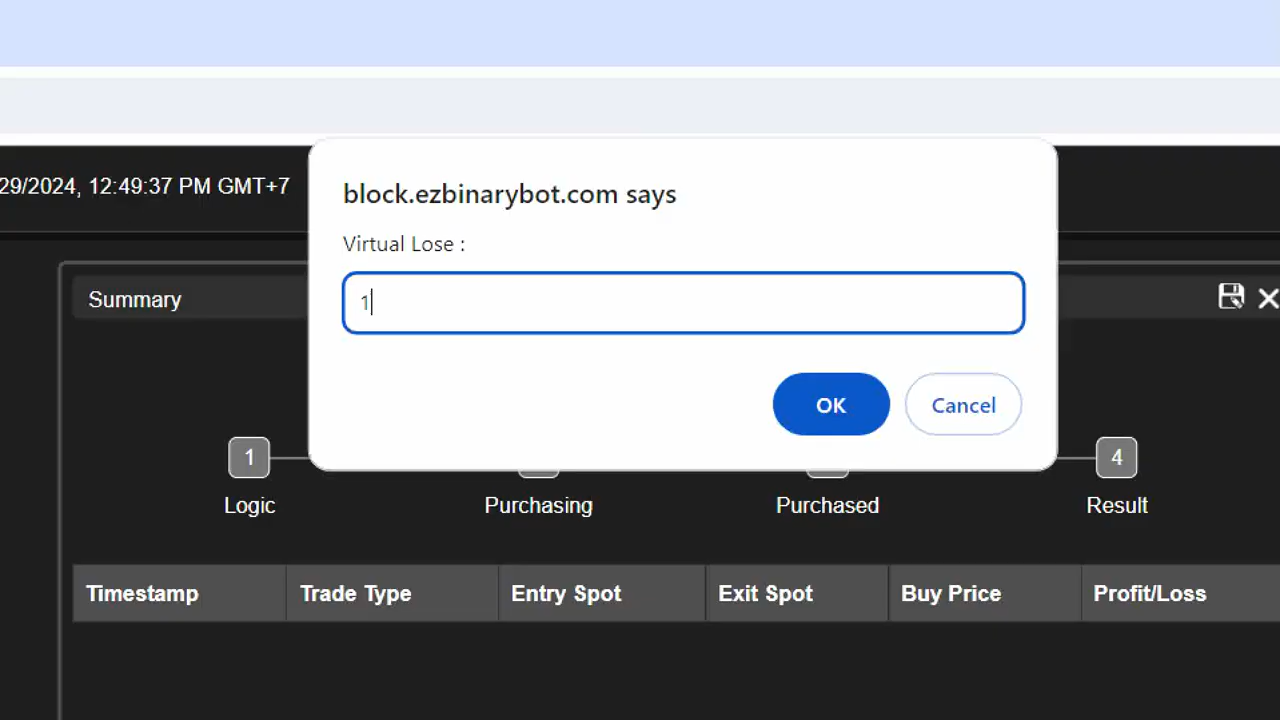 29/2024, 12:49:37 PM GMT+7
block.ezbinarybot.com says
Virtual Lose :
1
OK Cancel
Summary
1 4
Logic Purchasing Purchased Result
Timestamp Trade Type Entry Spot Exit Spot Buy Price Profit/Loss